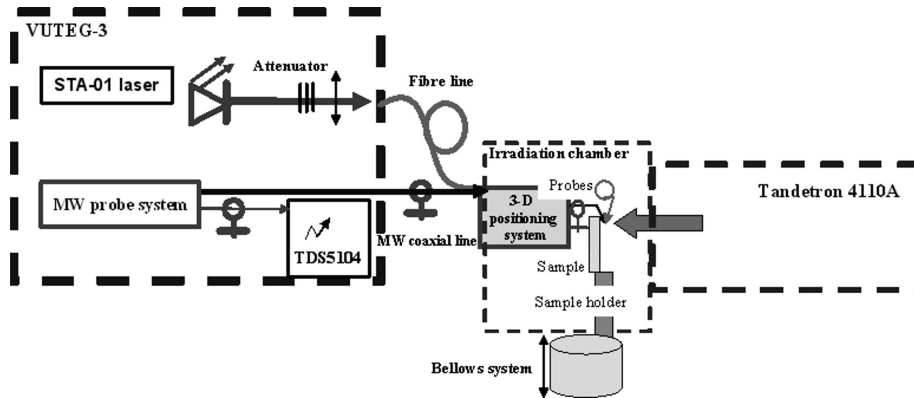 VUTEG-3
STA-01 laser
Attenuator
Fibre line
Irradiation chamber
MW probe system
Probes
Tandetron 4110A
3-D
positioning
system
MW coaxial line
TDS5104
Sample
Sample holder
Bellows system